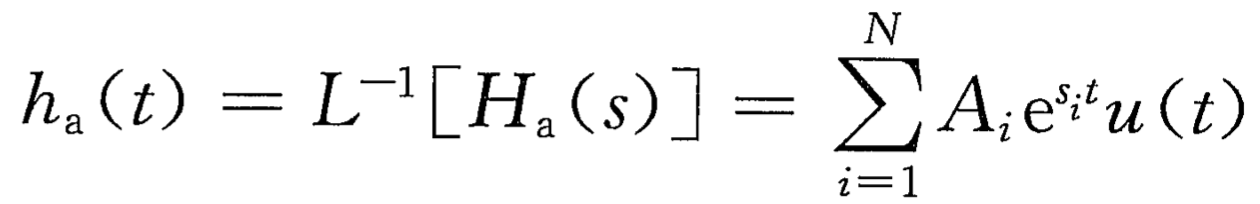 h_a(t) = L^{-1}[H_a(s)] = \sum_{i=1}^{N} A_i e^{s_i t} u(t)